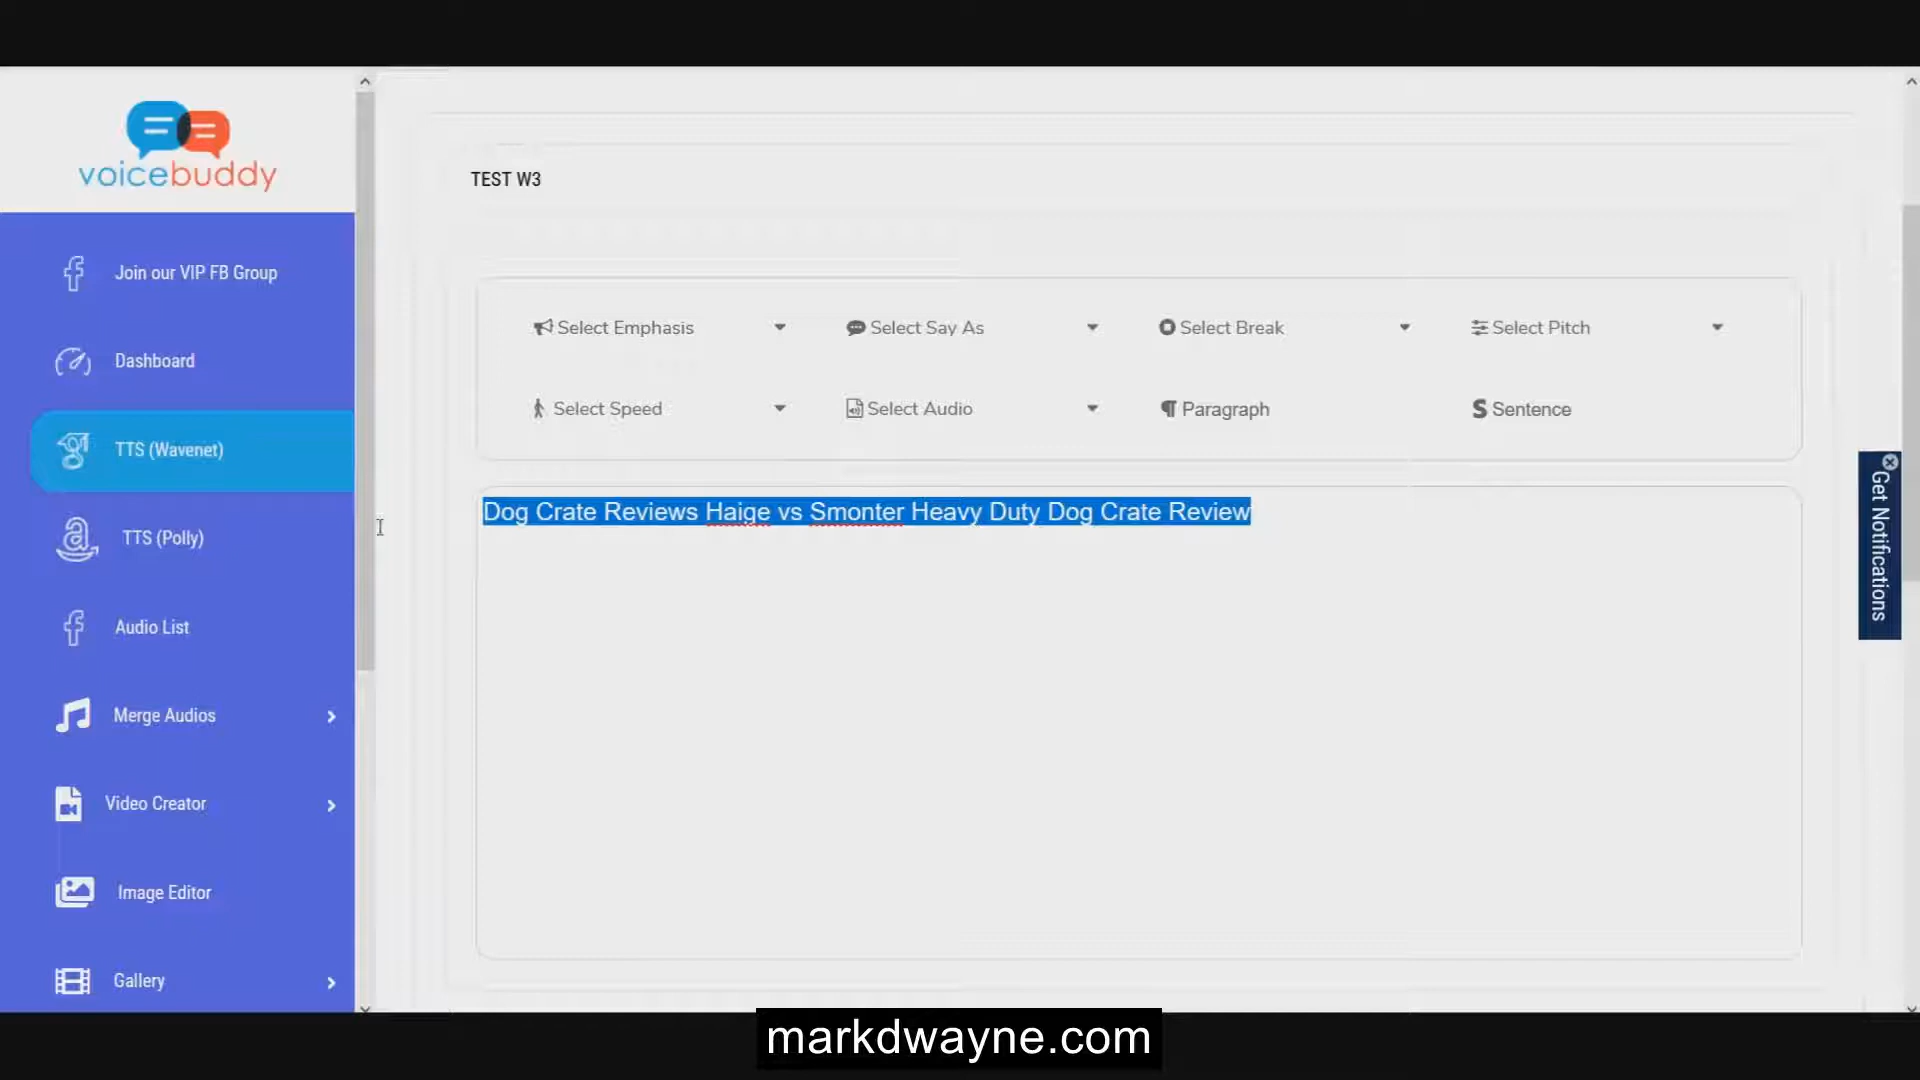 voicebuddy
Join our VIP FB Group
Dashboard
TTS (Wavenet)
TTS (Polly)
Audio List
Merge Audios
Video Creator
Image Editor
Gallery
TEST W3
Select Emphasis
Select Say As
Select Break
Select Pitch
Select Speed
Select Audio
Paragraph
Sentence
Dog Crate Reviews Haige vs Smonter Heavy Duty Dog Crate Review
Get Notifications
markdwayne.com